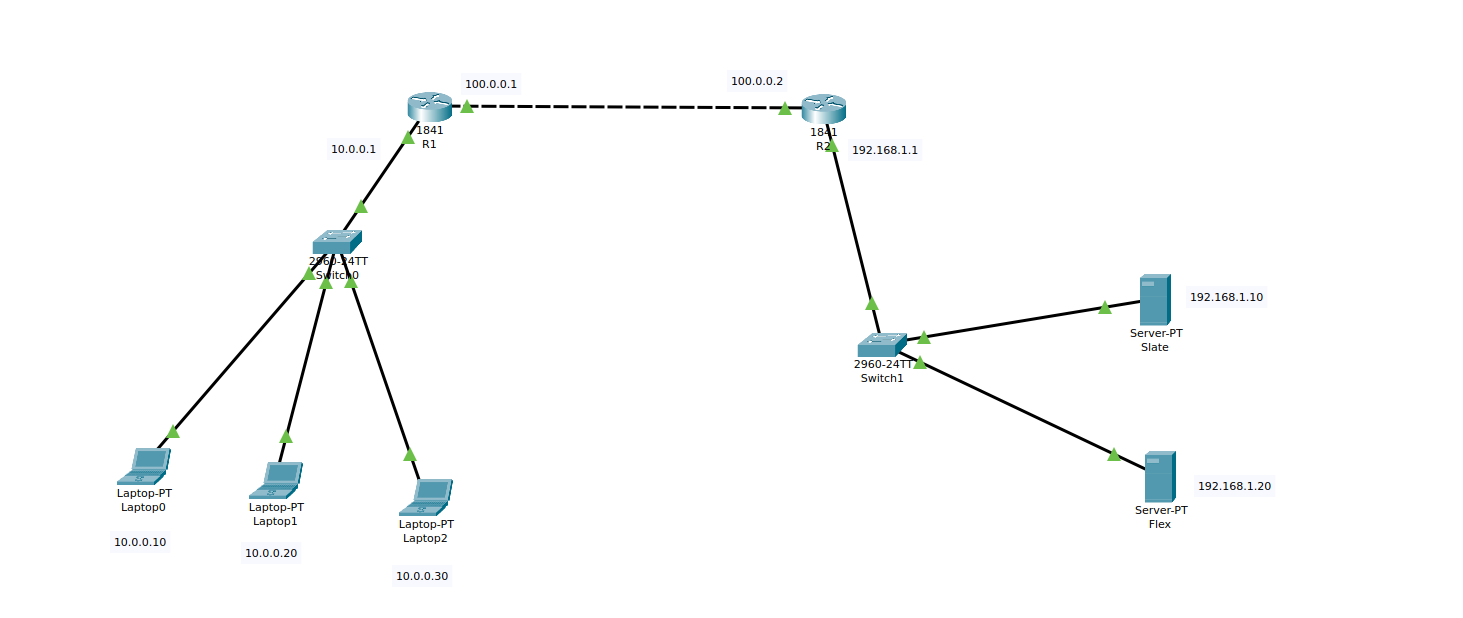 100.0.0.1
100.0.0.2
1841
R1
1841
R2
10.0.0.1
192.168.1.1
2960-24TT
Switch0
192.168.1.10
Server-PT
Slate
2960-24TT
Switch1
Laptop-PT
Laptop0
Laptop-PT
Laptop1
Laptop-PT
Laptop2
192.168.1.20
Server-PT
Flex
10.0.0.10
10.0.0.20
10.0.0.30